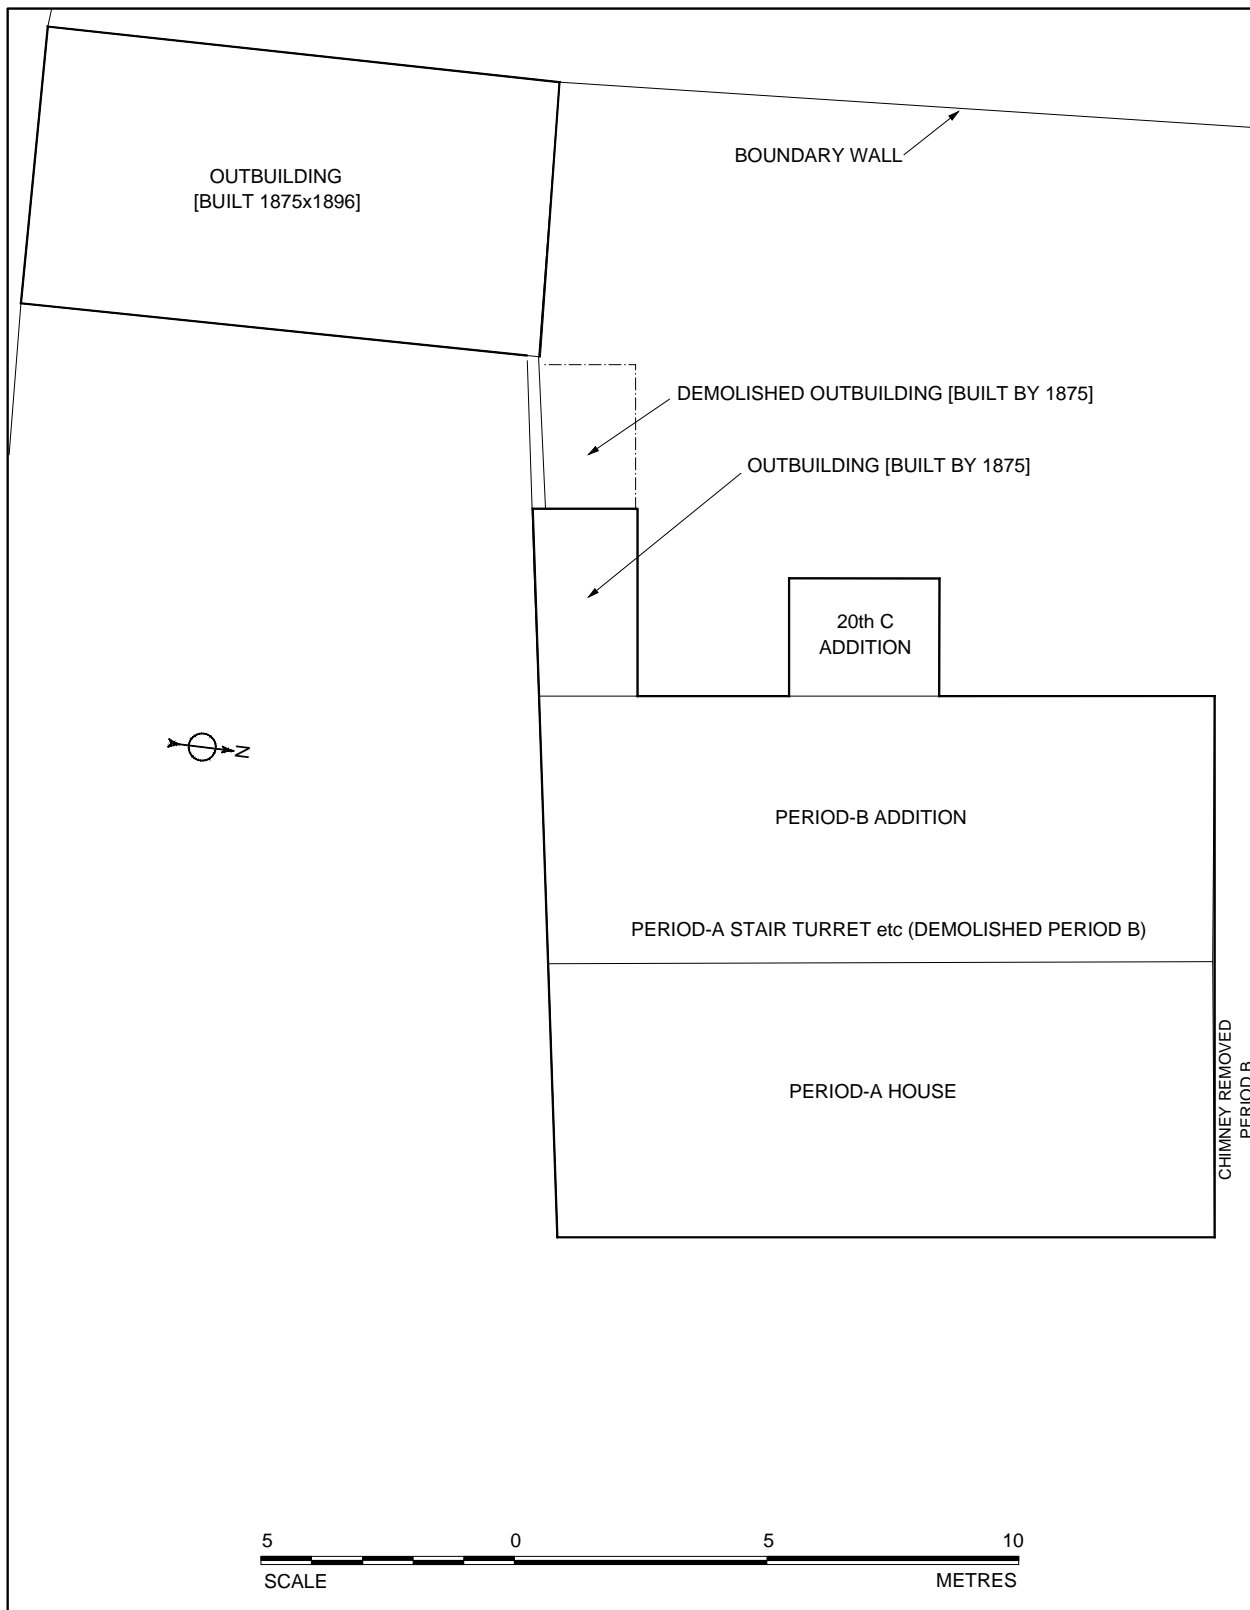 OUTBUILDING
[BUILT 1875x1896]
BOUNDARY WALL
DEMOLISHED OUTBUILDING [BUILT BY 1875]
OUTBUILDING [BUILT BY 1875]
20th C
ADDITION
N
PERIOD-B ADDITION
PERIOD-A STAIR TURRET etc (DEMOLISHED PERIOD B)
PERIOD-A HOUSE
CHIMNEY REMOVED
PERIOD B
5 0 5 10
SCALE METRES